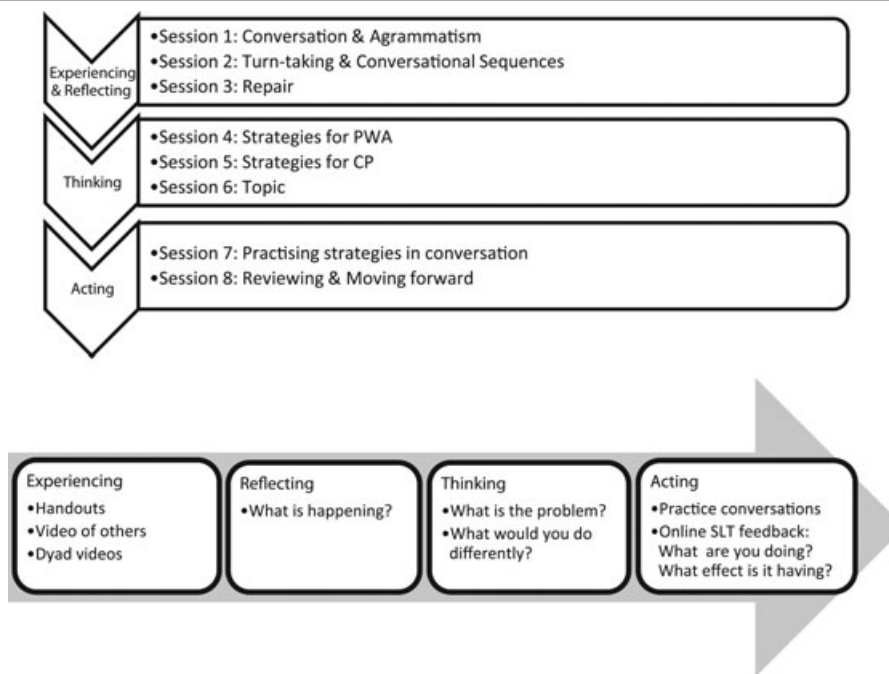 Experiencing
& Reflecting
•Session 1: Conversation & Agrammatism
•Session 2: Turn-taking & Conversational Sequences
•Session 3: Repair
Thinking
•Session 4: Strategies for PWA
•Session 5: Strategies for CP
•Session 6: Topic
Acting
•Session 7: Practising strategies in conversation
•Session 8: Reviewing & Moving forward
Experiencing
•Handouts
•Video of others
•Dyad videos
Reflecting
•What is happening?
Thinking
•What is the problem?
•What would you do
differently?
Acting
•Practice conversations
•Online SLT feedback:
What are you doing?
What effect is it having?